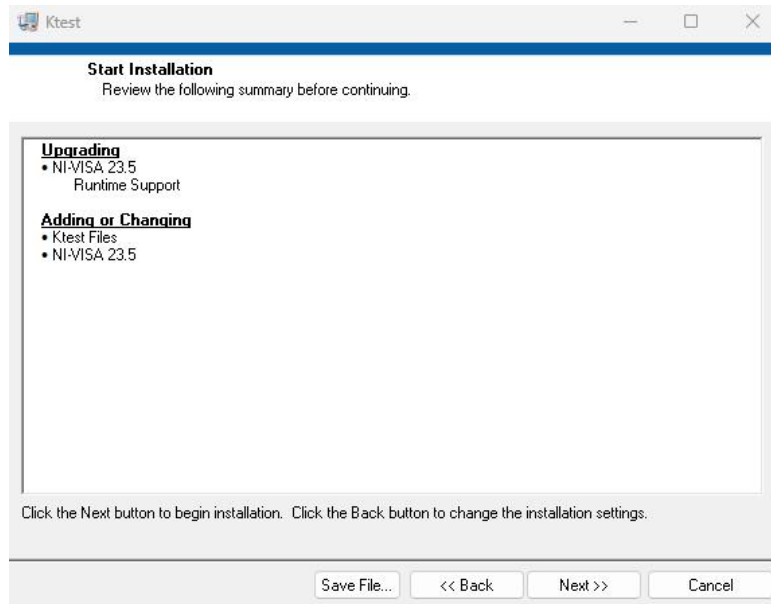 Ktest
Start Installation
Review the following summary before continuing.
Upgrading
• NI-VISA 23.5
Runtime Support
Adding or Changing
• Ktest Files
• NI-VISA 23.5
Click the Next button to begin installation. Click the Back button to change the installation settings.
Save File... << Back Next >> Cancel